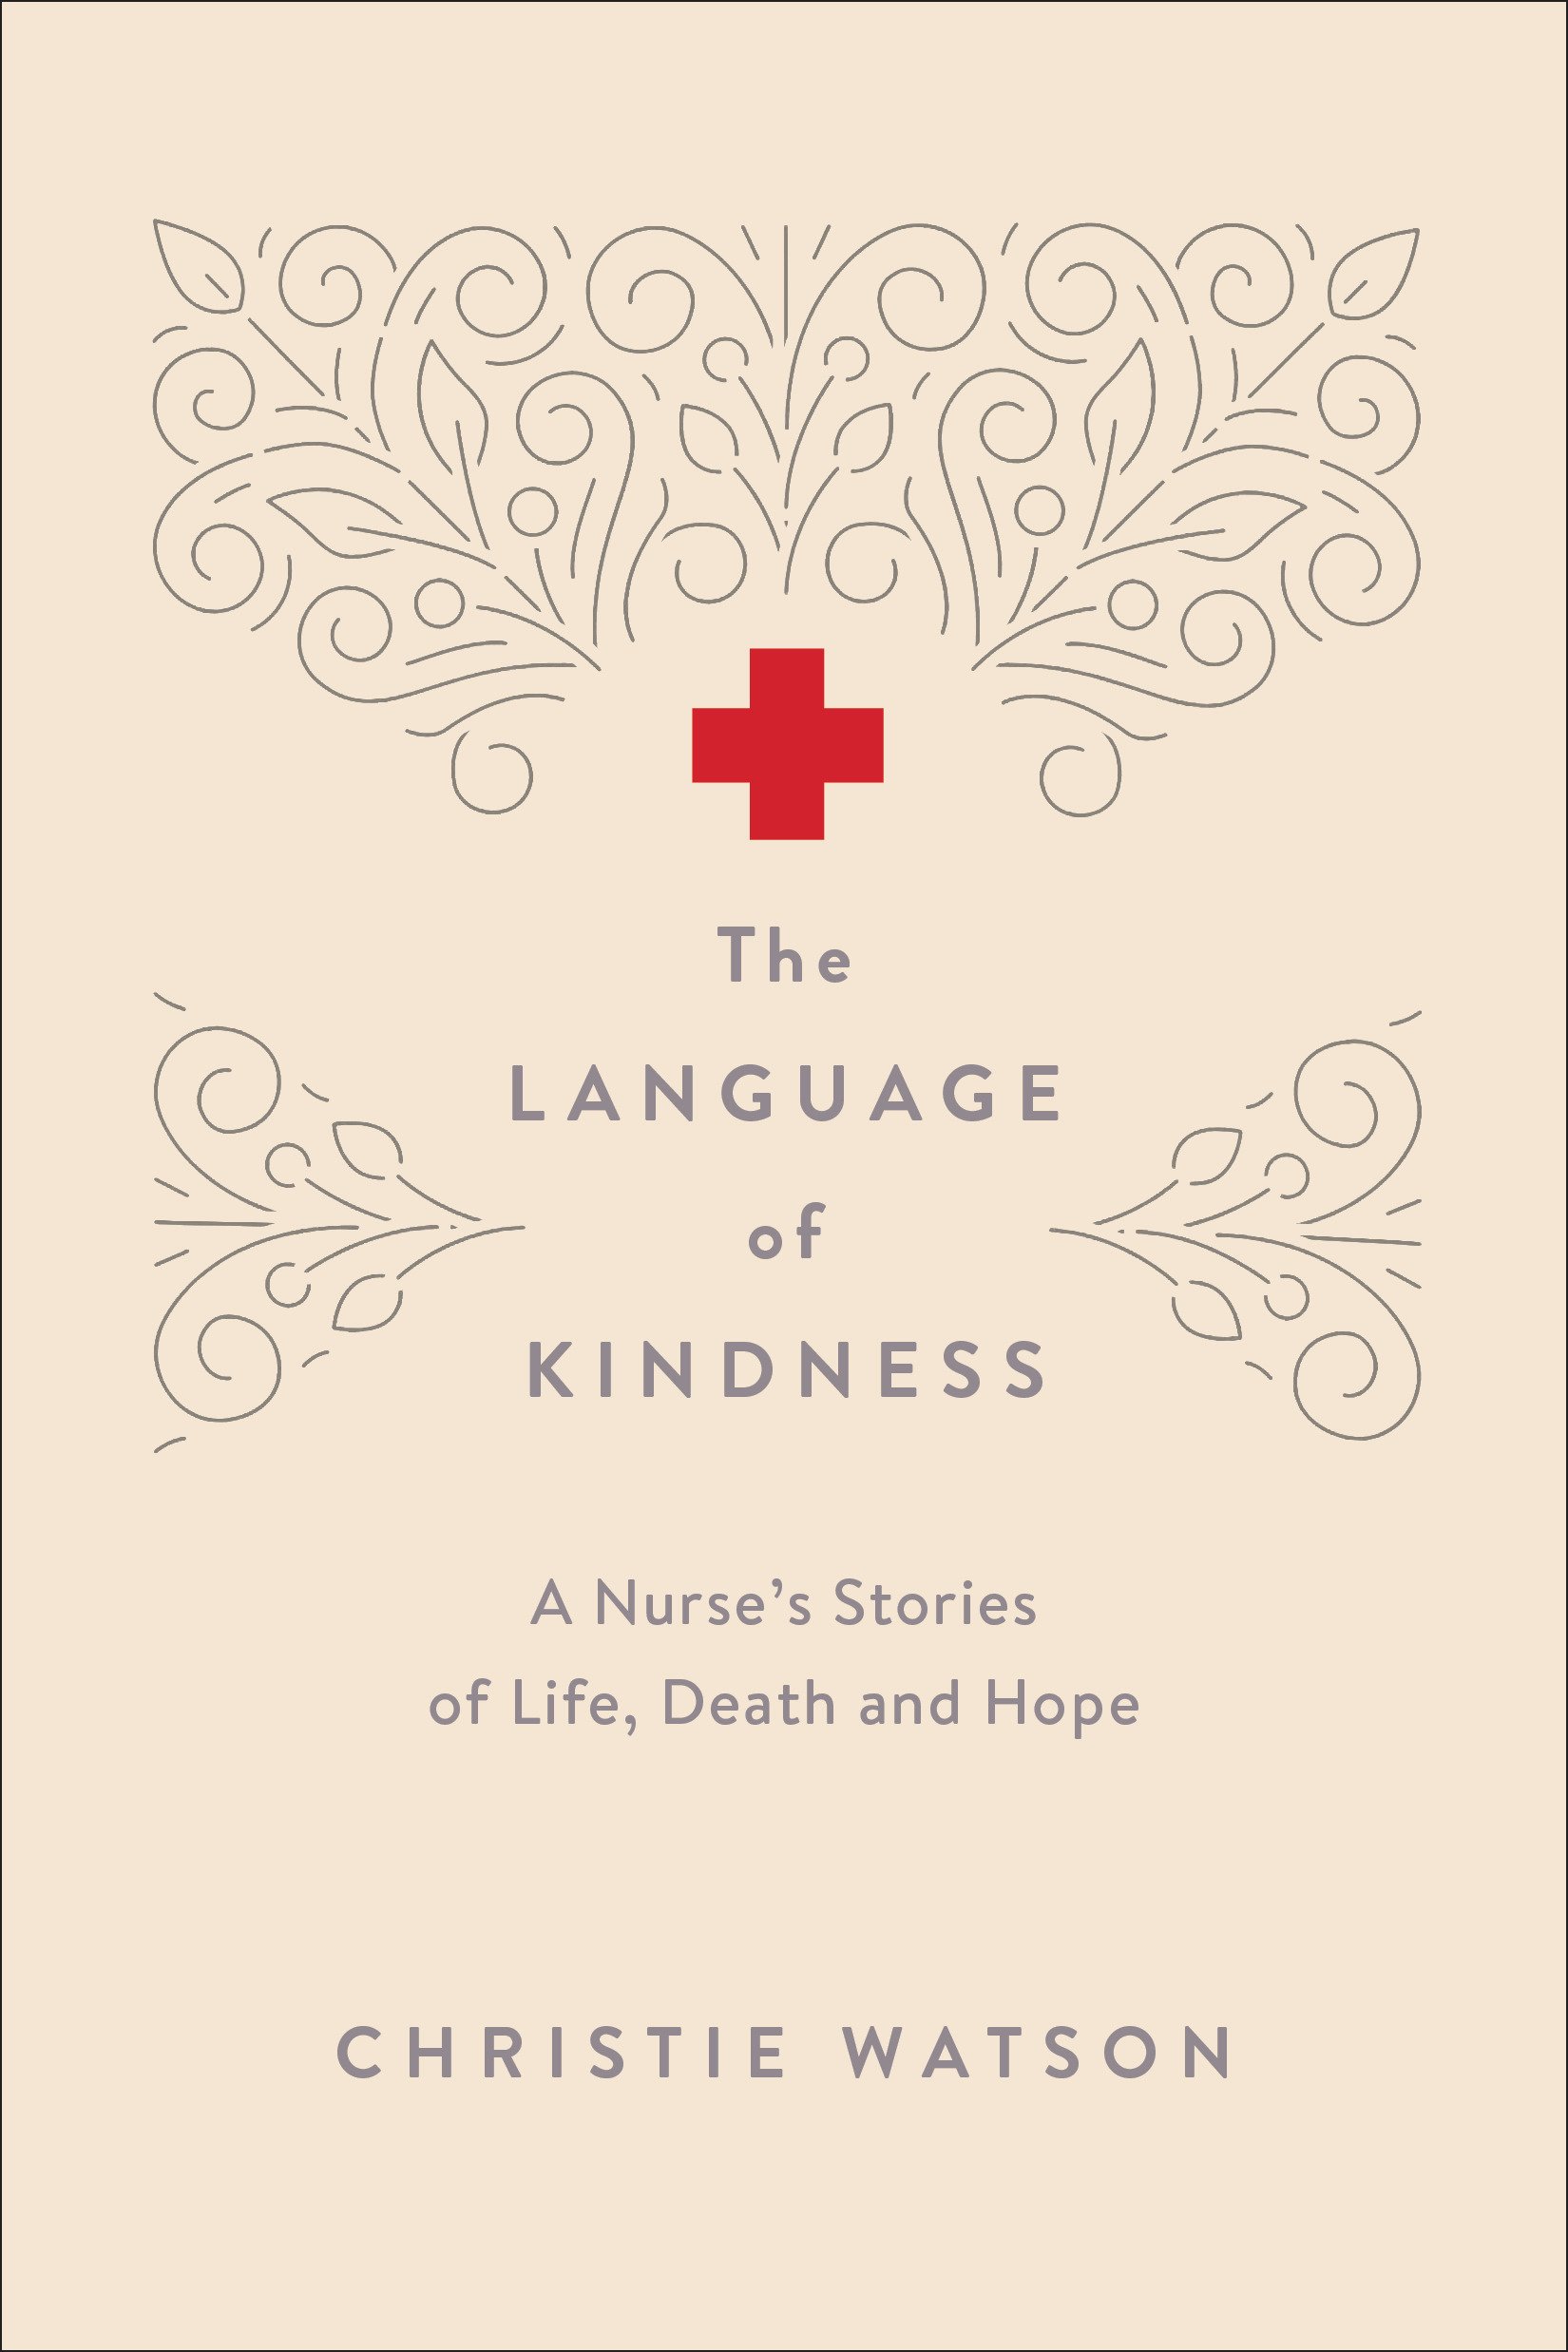 The
LANGUAGE
of
KINDNESS
A Nurse’s Stories
of Life, Death and Hope
CHRISTIE WATSON